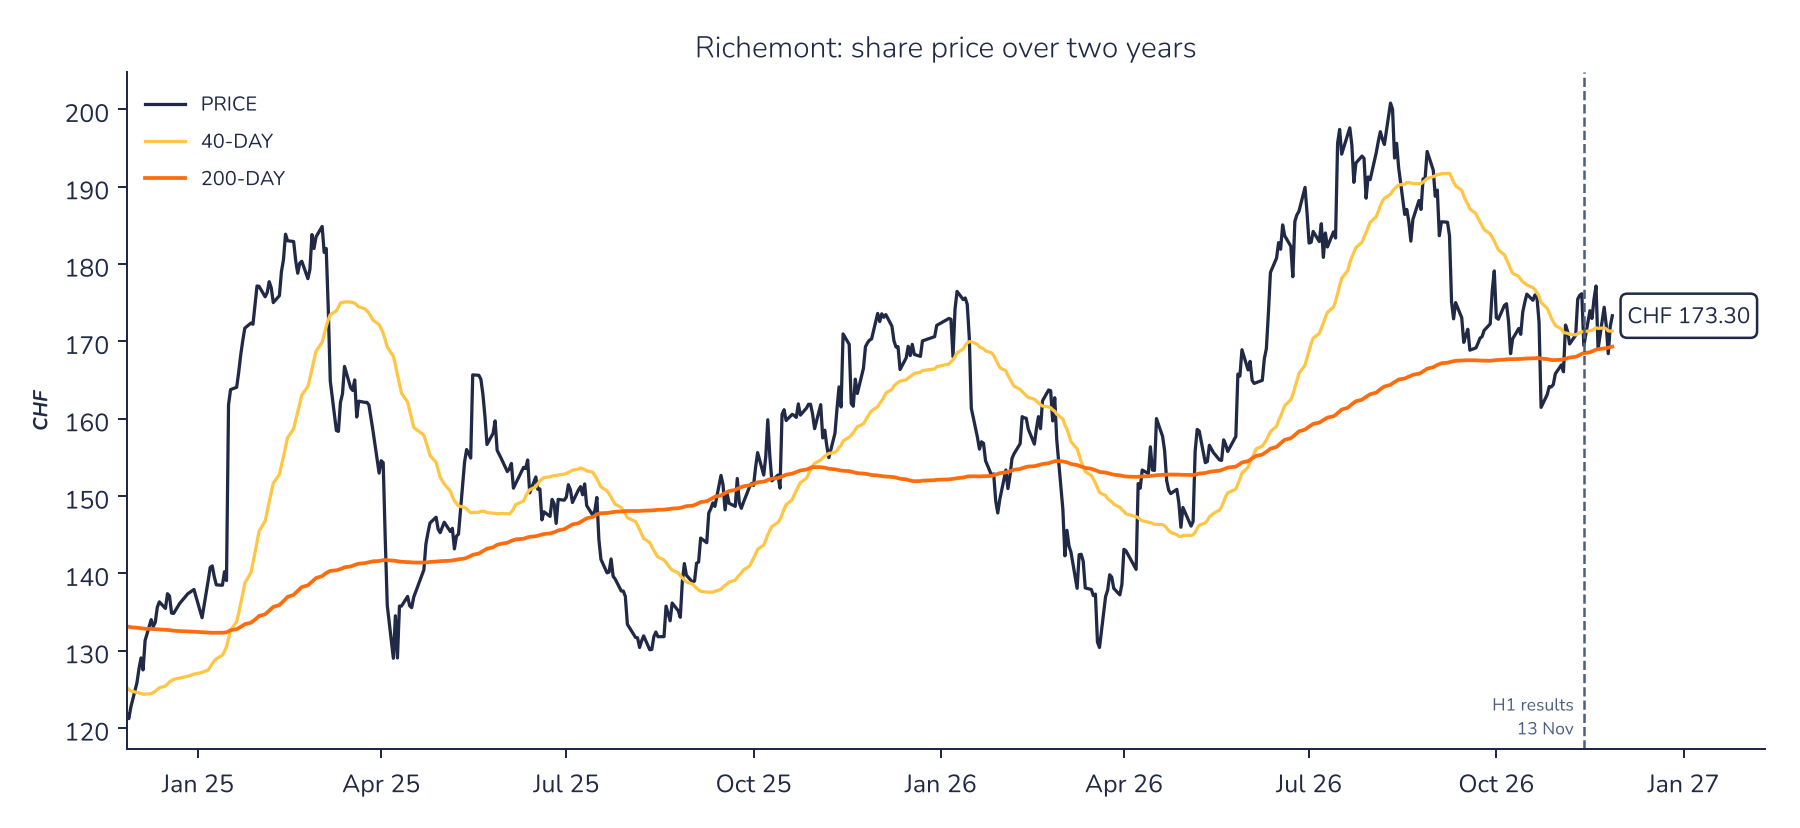 Richemont: share price over two years
PRICE
40-DAY
200-DAY
CHF
200
190
180
170
160
150
140
130
120
CHF 173.30
H1 results
13 Nov
Jan 25
Apr 25
Jul 25
Oct 25
Jan 26
Apr 26
Jul 26
Oct 26
Jan 27